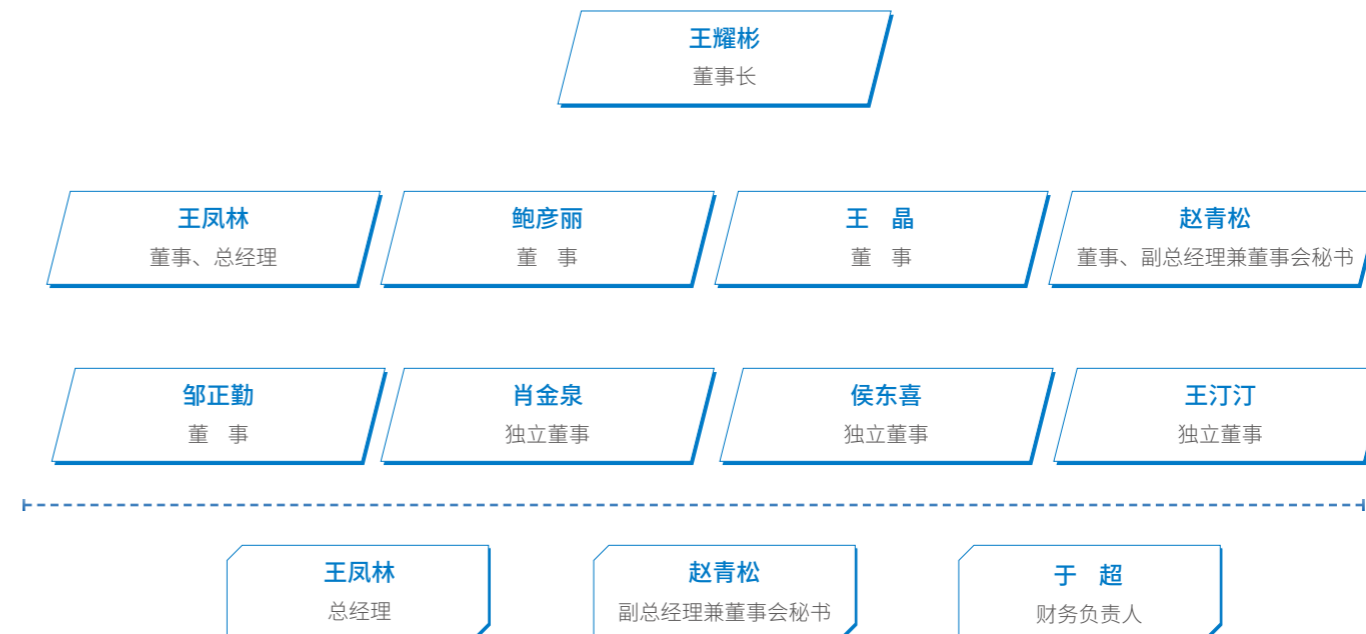 王耀彬
董事长
王凤林
董事、总经理
鲍彦丽
董 事
王 晶
董 事
赵青松
董事、副总经理兼董事会秘书
邹正勤
董 事
肖金泉
独立董事
侯东喜
独立董事
王汀汀
独立董事
王凤林
总经理
赵青松
副总经理兼董事会秘书
于 超
财务负责人